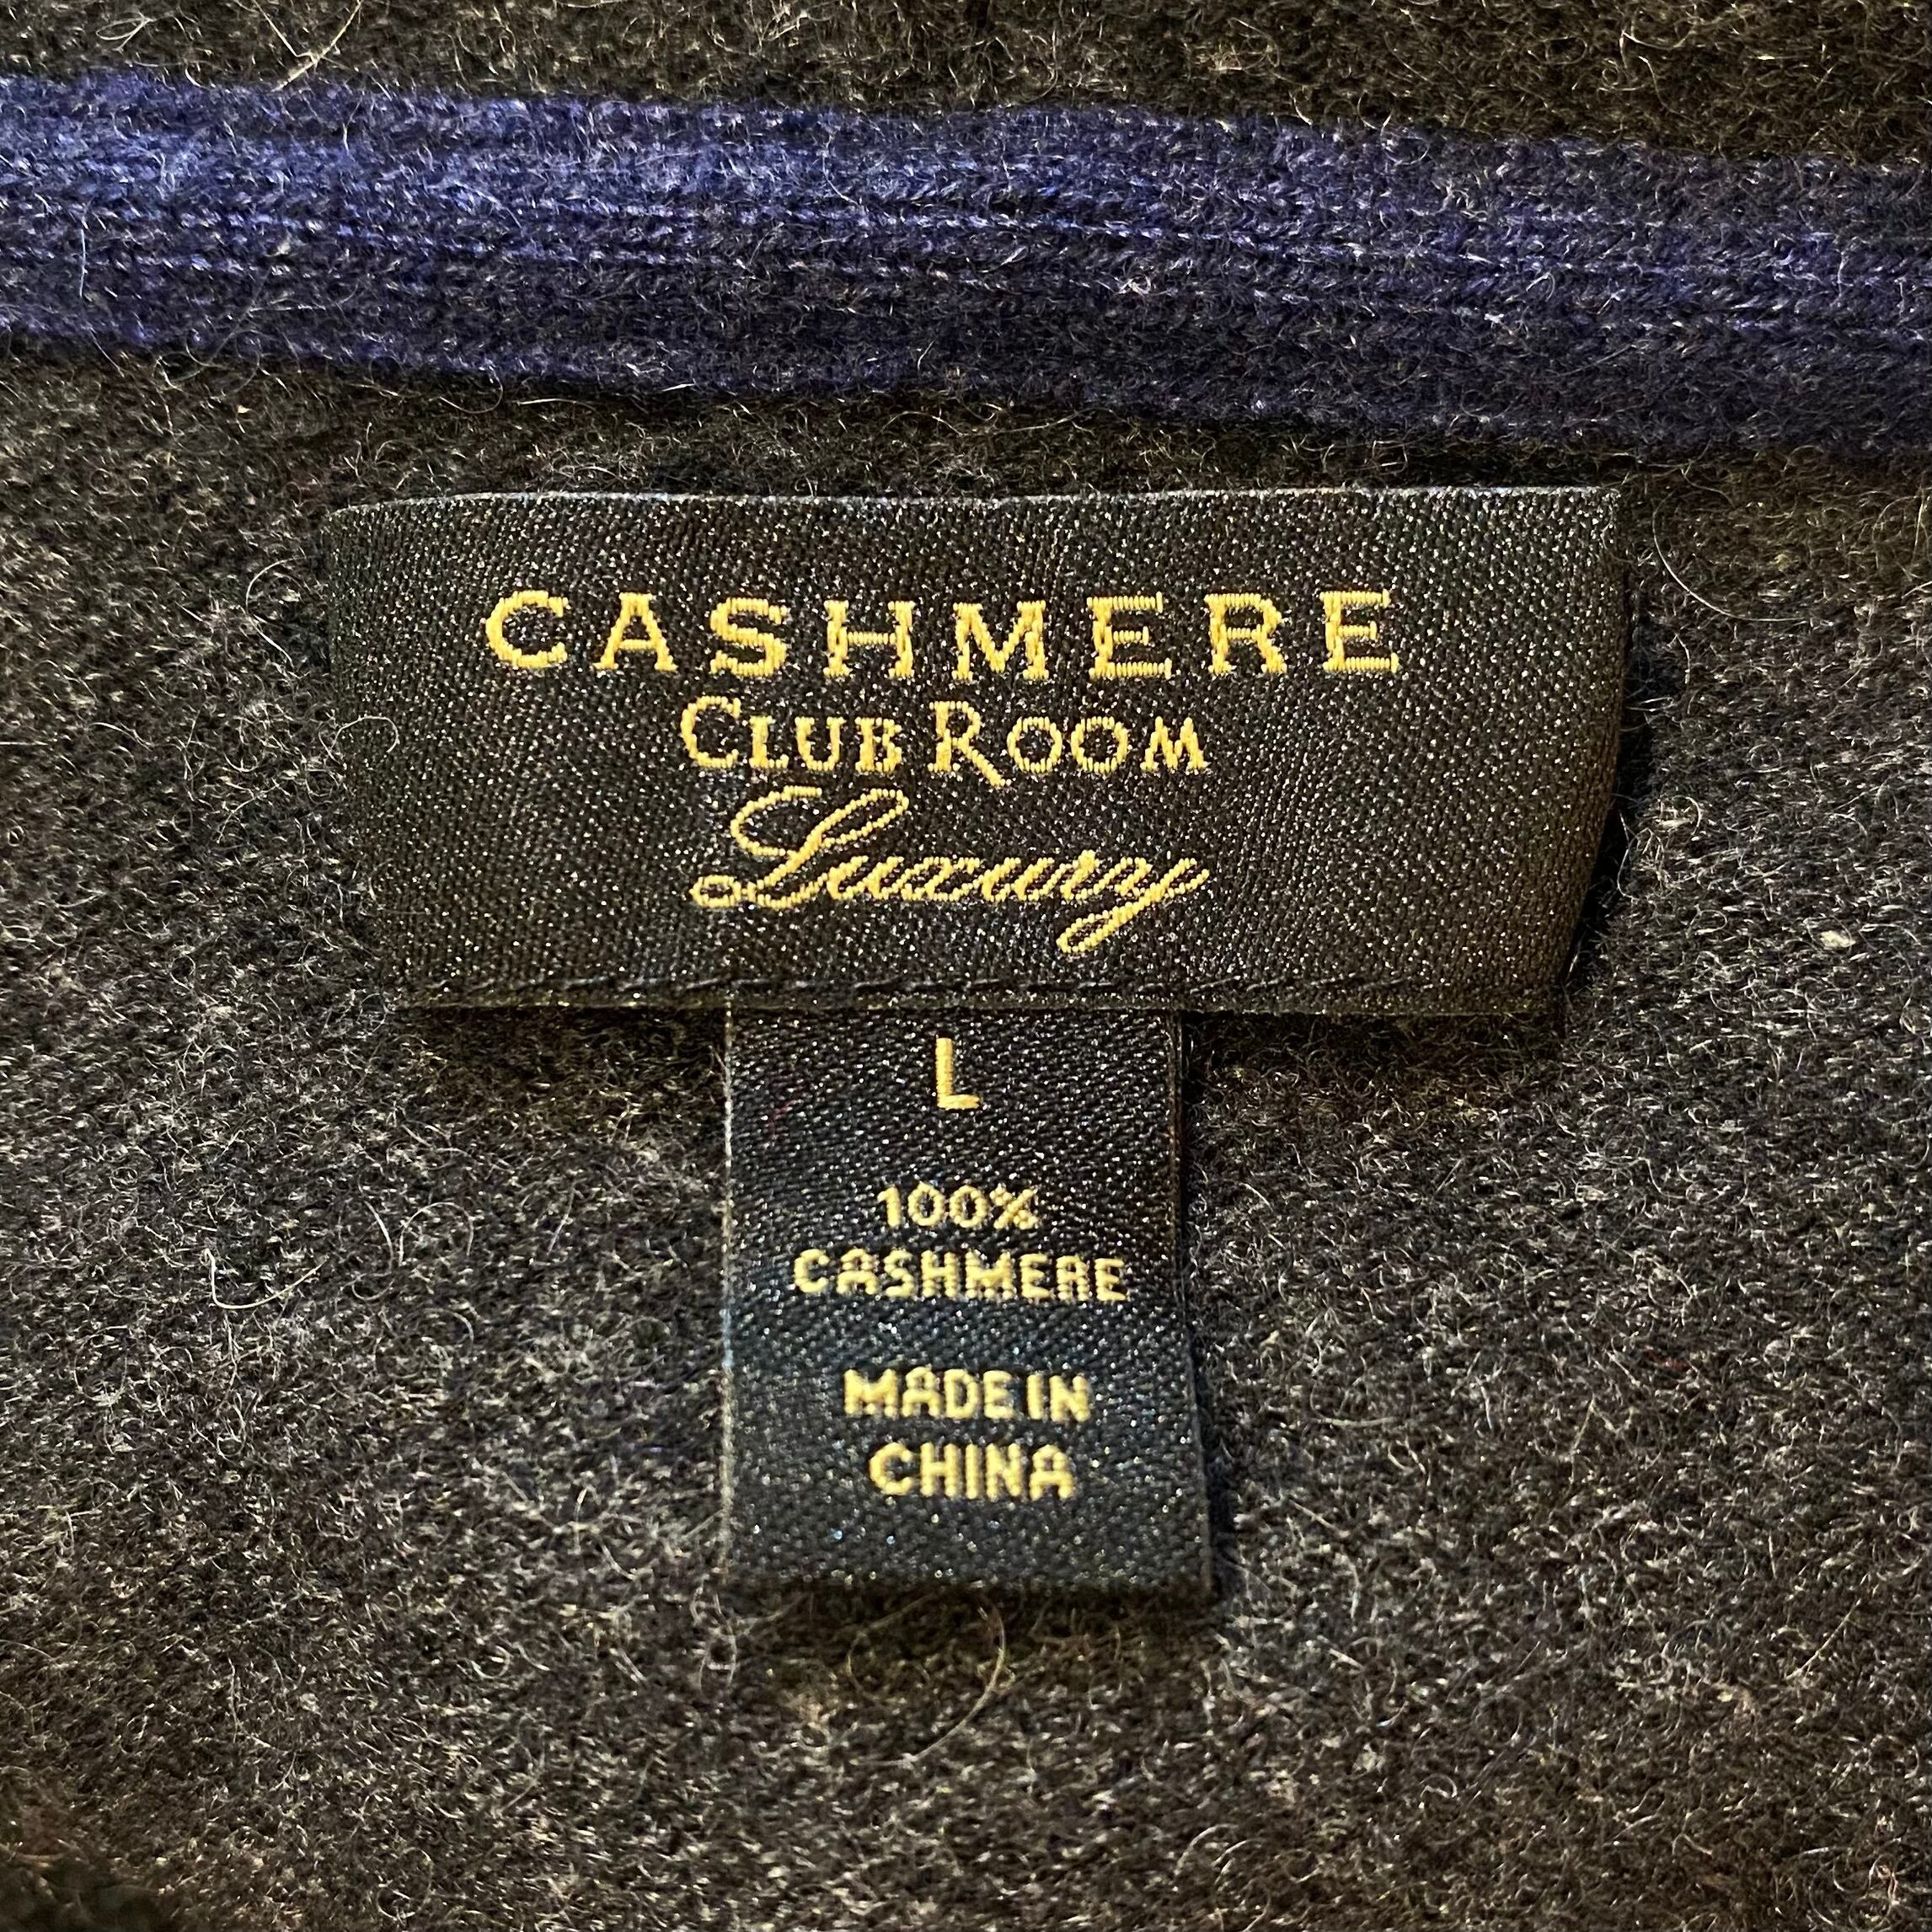 CASHMERE
CLUB ROOM
Luxury
L
100%
CASHMERE
MADE IN
CHINA